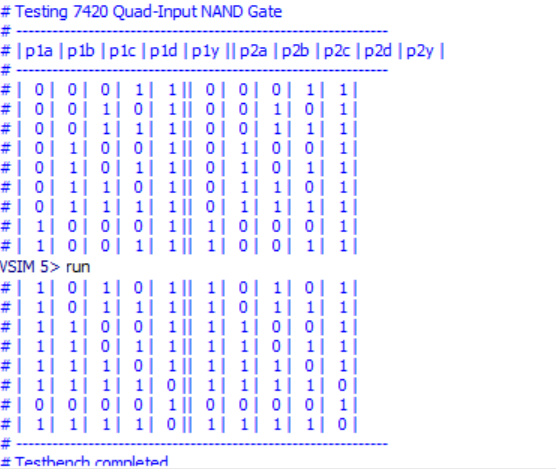 # Testing 7420 Quad-Input NAND Gate
# --------------------------------------------------------------
# | p1a | p1b | p1c | p1d | p1y || p2a | p2b | p2c | p2d | p2y |
# --------------------------------------------------------------
# | 0| 0| 0| 1| 1|| 0| 0| 0| 1| 1|
# | 0| 0| 1| 0| 1|| 0| 0| 1| 0| 1|
# | 0| 0| 1| 1| 1|| 0| 0| 1| 1| 1|
# | 0| 1| 0| 0| 1|| 0| 1| 0| 0| 1|
# | 0| 1| 0| 1| 1|| 0| 1| 0| 1| 1|
# | 0| 1| 1| 0| 1|| 0| 1| 1| 0| 1|
# | 0| 1| 1| 1| 1|| 0| 1| 1| 1| 1|
# | 1| 0| 0| 0| 1|| 1| 0| 0| 0| 1|
# | 1| 0| 0| 1| 1|| 1| 0| 0| 1| 1|
VSIM 5> run
# | 1| 0| 1| 0| 1|| 1| 0| 1| 0| 1|
# | 1| 0| 1| 1| 1|| 1| 0| 1| 1| 1|
# | 1| 1| 0| 0| 1|| 1| 1| 0| 0| 1|
# | 1| 1| 0| 1| 1|| 1| 1| 0| 1| 1|
# | 1| 1| 1| 0| 1|| 1| 1| 1| 0| 1|
# | 1| 1| 1| 1| 0|| 1| 1| 1| 1| 0|
# | 0| 0| 0| 0| 1|| 0| 0| 0| 0| 1|
# | 1| 1| 1| 1| 0|| 1| 1| 1| 1| 0|
# --------------------------------------------------------------
# Testbench completed